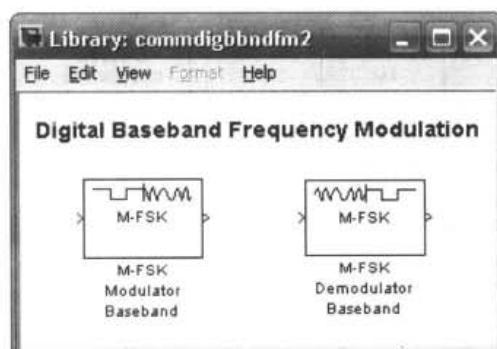 Library: commdigbbndfm2
File Edit View Format Help
Digital Baseband Frequency Modulation
M-FSK
M-FSK
M-FSK
Modulator
Baseband
M-FSK
Demodulator
Baseband